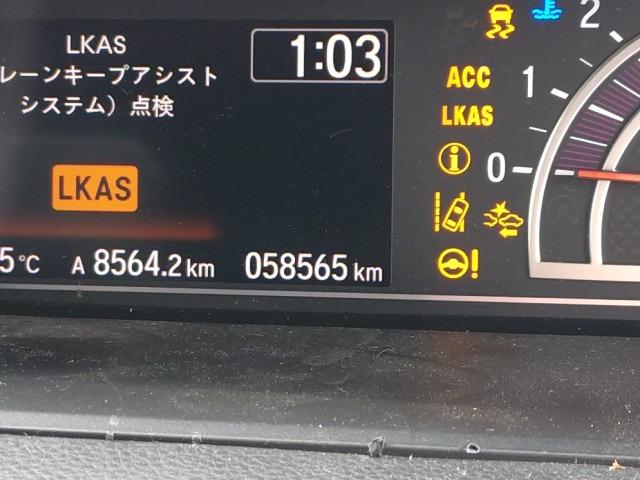 LKAS
1:03
レーンキープアシスト
システム）点検
LKAS
5℃
A 8564.2 km
058565 km
ACC
LKAS
2
1
0